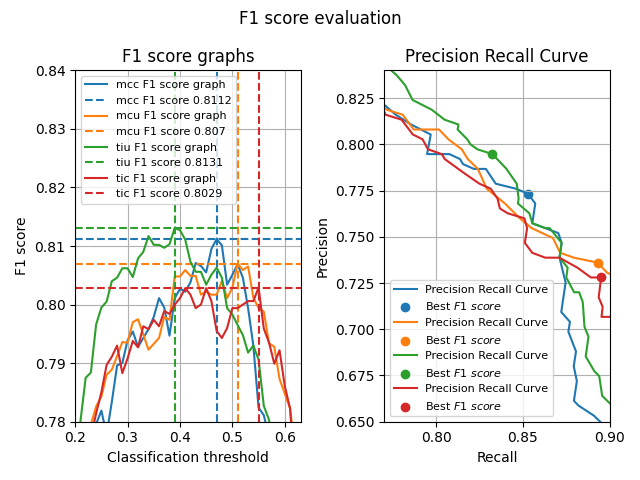 F1 score evaluation
F1 score graphs
0.84
0.83
0.82
0.81
0.80
0.79
0.78
F1 score
mcc F1 score graph
mcc F1 score 0.8112
mcu F1 score graph
mcu F1 score 0.807
tiu F1 score graph
tiu F1 score 0.8131
tic F1 score graph
tic F1 score 0.8029
0.2 0.3 0.4 0.5 0.6
Classification threshold
Precision Recall Curve
0.825
0.800
0.775
0.750
0.725
0.700
0.675
0.650
Precision
Precision Recall Curve
Best F1 score
Precision Recall Curve
Best F1 score
Precision Recall Curve
Best F1 score
Precision Recall Curve
Best F1 score
0.80 0.85 0.90
Recall